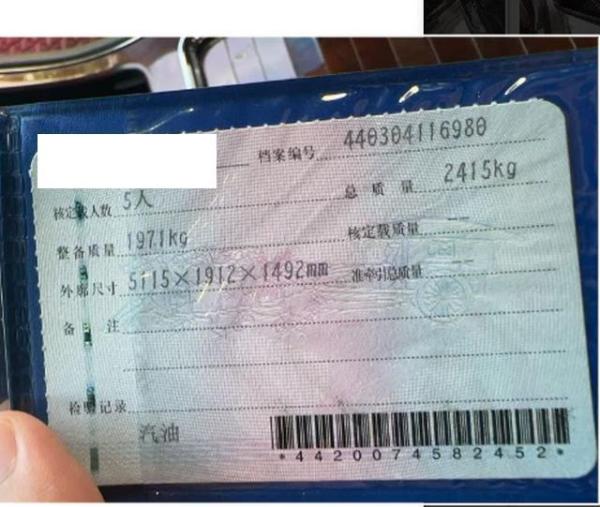 档案编号 440304116980
核定载人数 5人 总质量 2415kg
整备质量 1971kg 核定载质量 --
外廓尺寸 5115×1912×1492mm 准牵引总质量 --
备注
检验记录
汽油
*4420074582452*